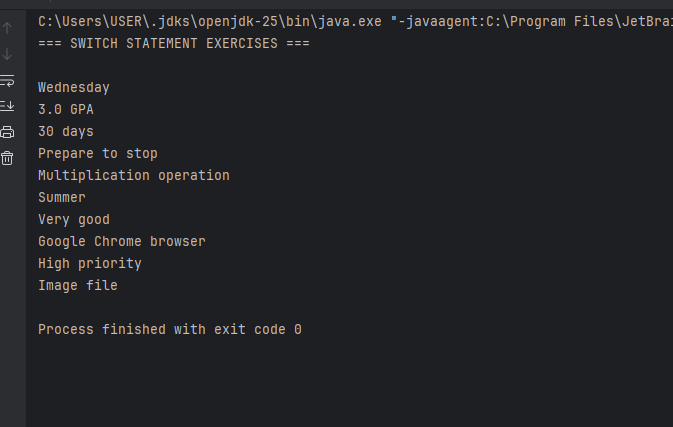 C:\Users\USER\.jdks\openjdk-25\bin\java.exe "-javaagent:C:\Program Files\JetBrai
=== SWITCH STATEMENT EXERCISES ===
Wednesday
3.0 GPA
30 days
Prepare to stop
Multiplication operation
Summer
Very good
Google Chrome browser
High priority
Image file
Process finished with exit code 0